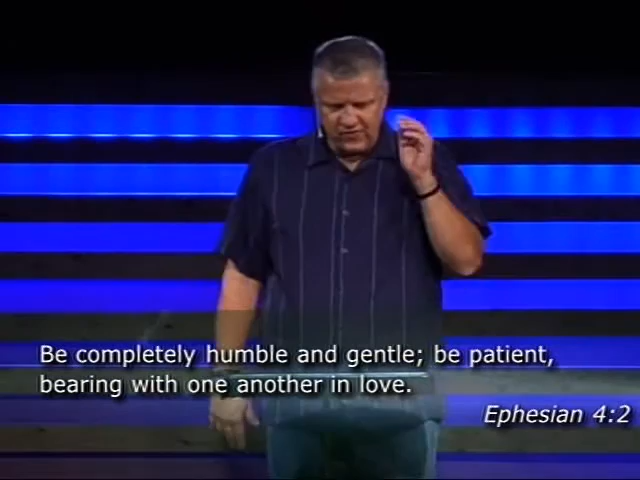 Be completely humble and gentle; be patient,
bearing with one another in love.
Ephesian 4:2